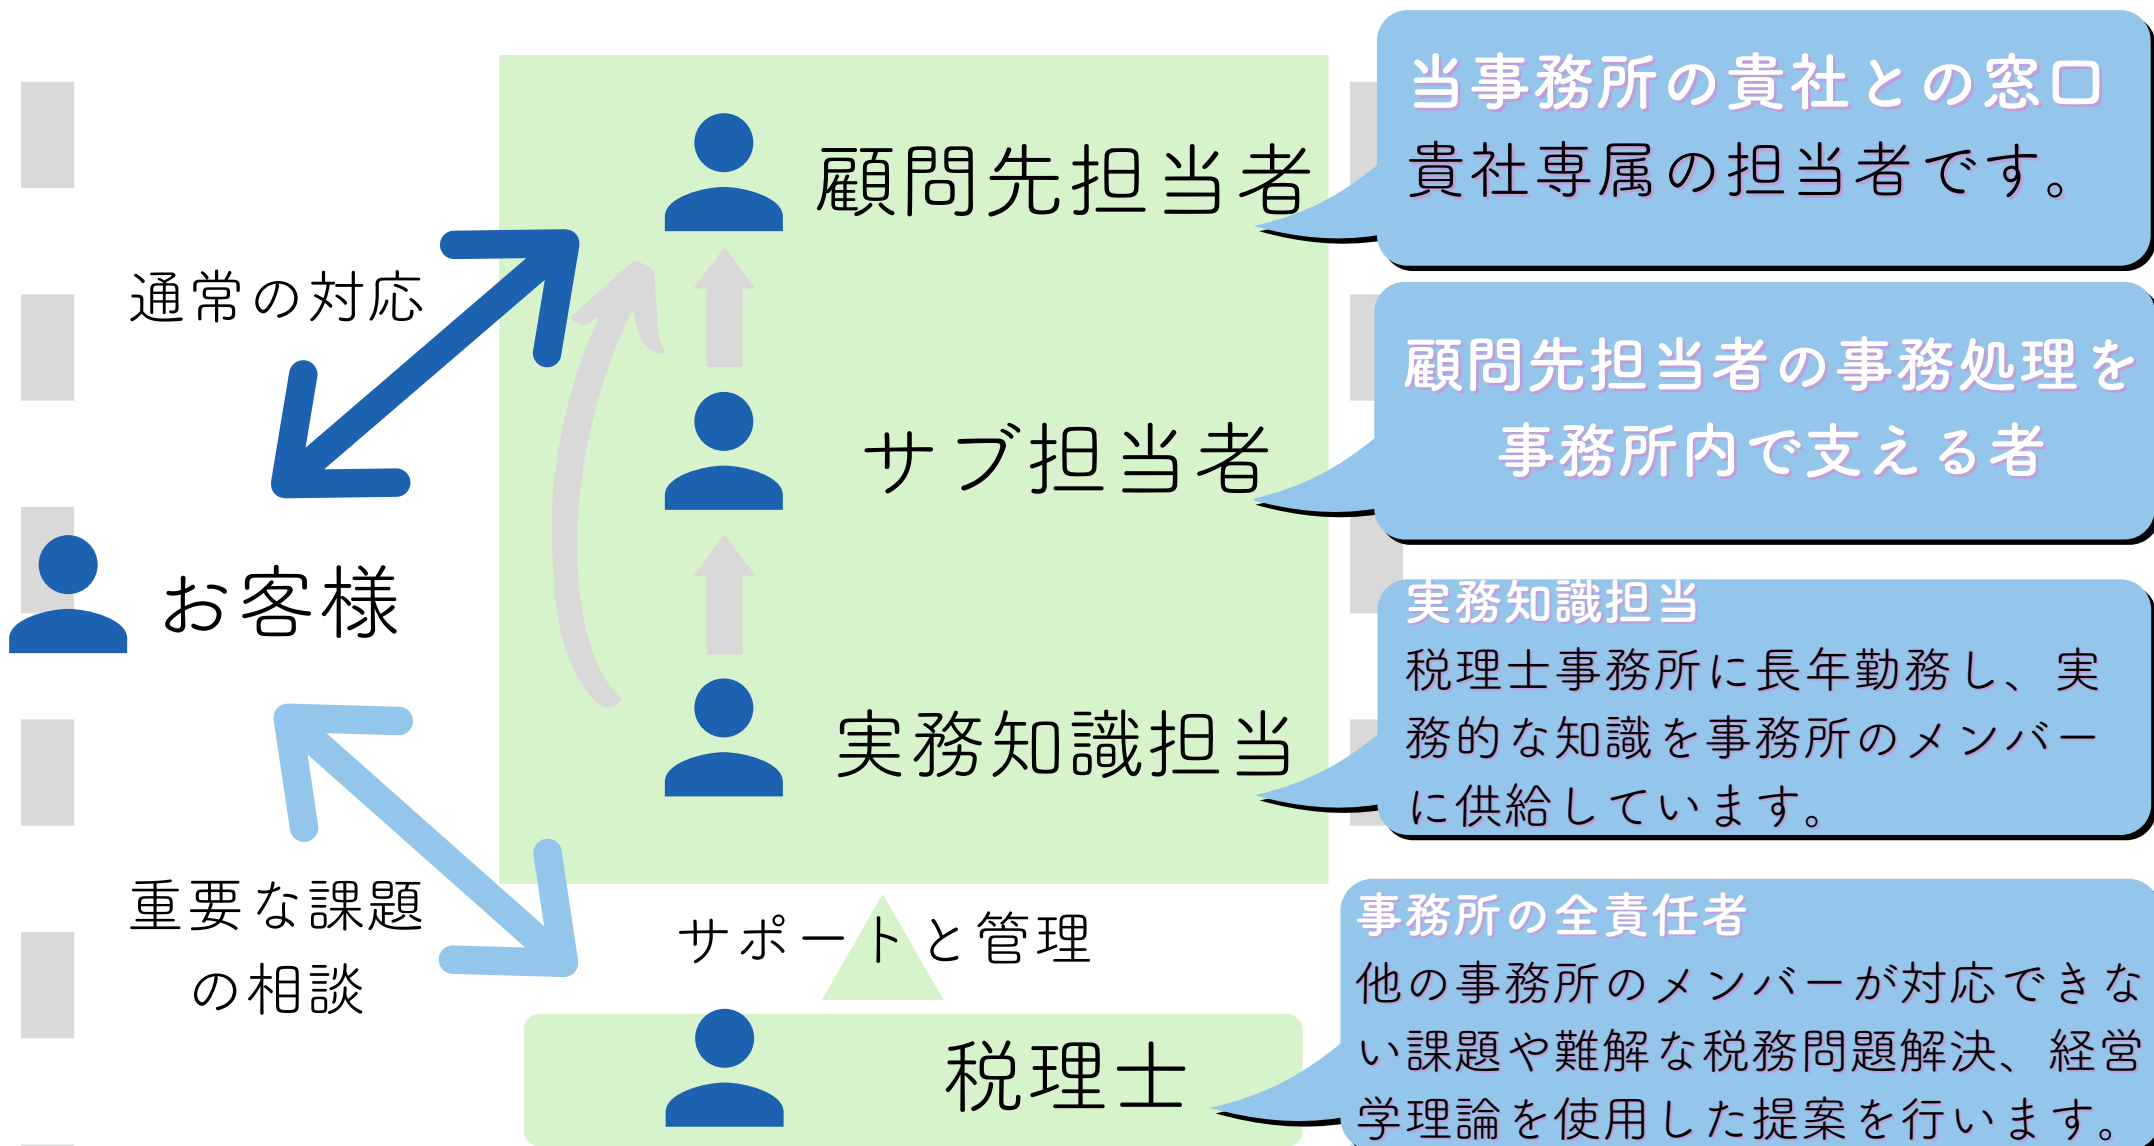 当事務所の貴社との窓口
貴社専属の担当者です。
顧問先担当者
通常の対応
顧問先担当者の事務処理を
事務所内で支える者
サブ担当者
お客様
実務知識担当
税理士事務所に長年勤務し、実
務的な知識を事務所のメンバー
に供給しています。
実務知識担当
重要な課題
の相談
サポートと管理
事務所の全責任者
他の事務所のメンバーが対応できな
い課題や難解な税務問題解決、経営
学理論を使用した提案を行います。
税理士